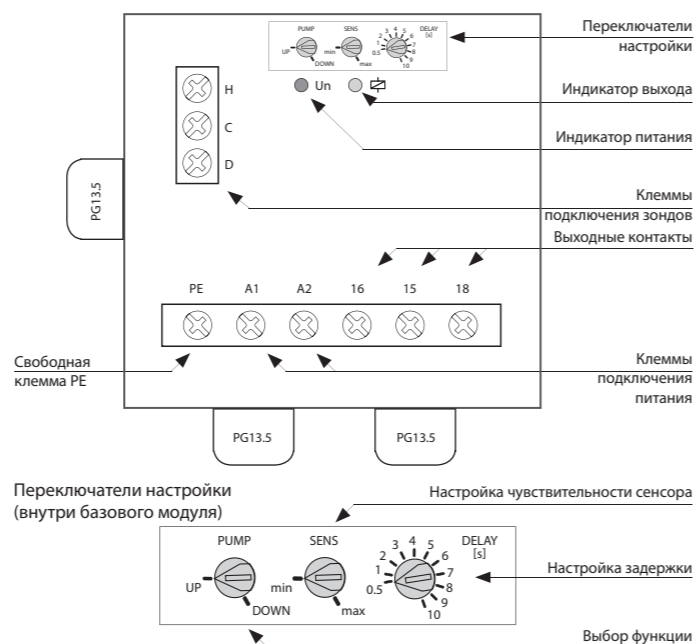 PUMP
SENS
DELAY
[s]
UP
DOWN
min
max
0.5
1
2
3
4
5
6
7
8
9
10
Переключатели
настройки
Un
Индикатор выхода
Индикатор питания
H
C
D
PG13.5
Клеммы
подключения зондов
Выходные контакты
PE A1 A2 16 15 18
Свободная
клемма PE
Клеммы
подключения
питания
PG13.5 PG13.5
Переключатели настройки
(внутри базового модуля)
Настройка чувствительности сенсора
PUMP
SENS
DELAY
[s]
UP
DOWN
min
max
0.5
1
2
3
4
5
6
7
8
9
10
Настройка задержки
Выбор функции